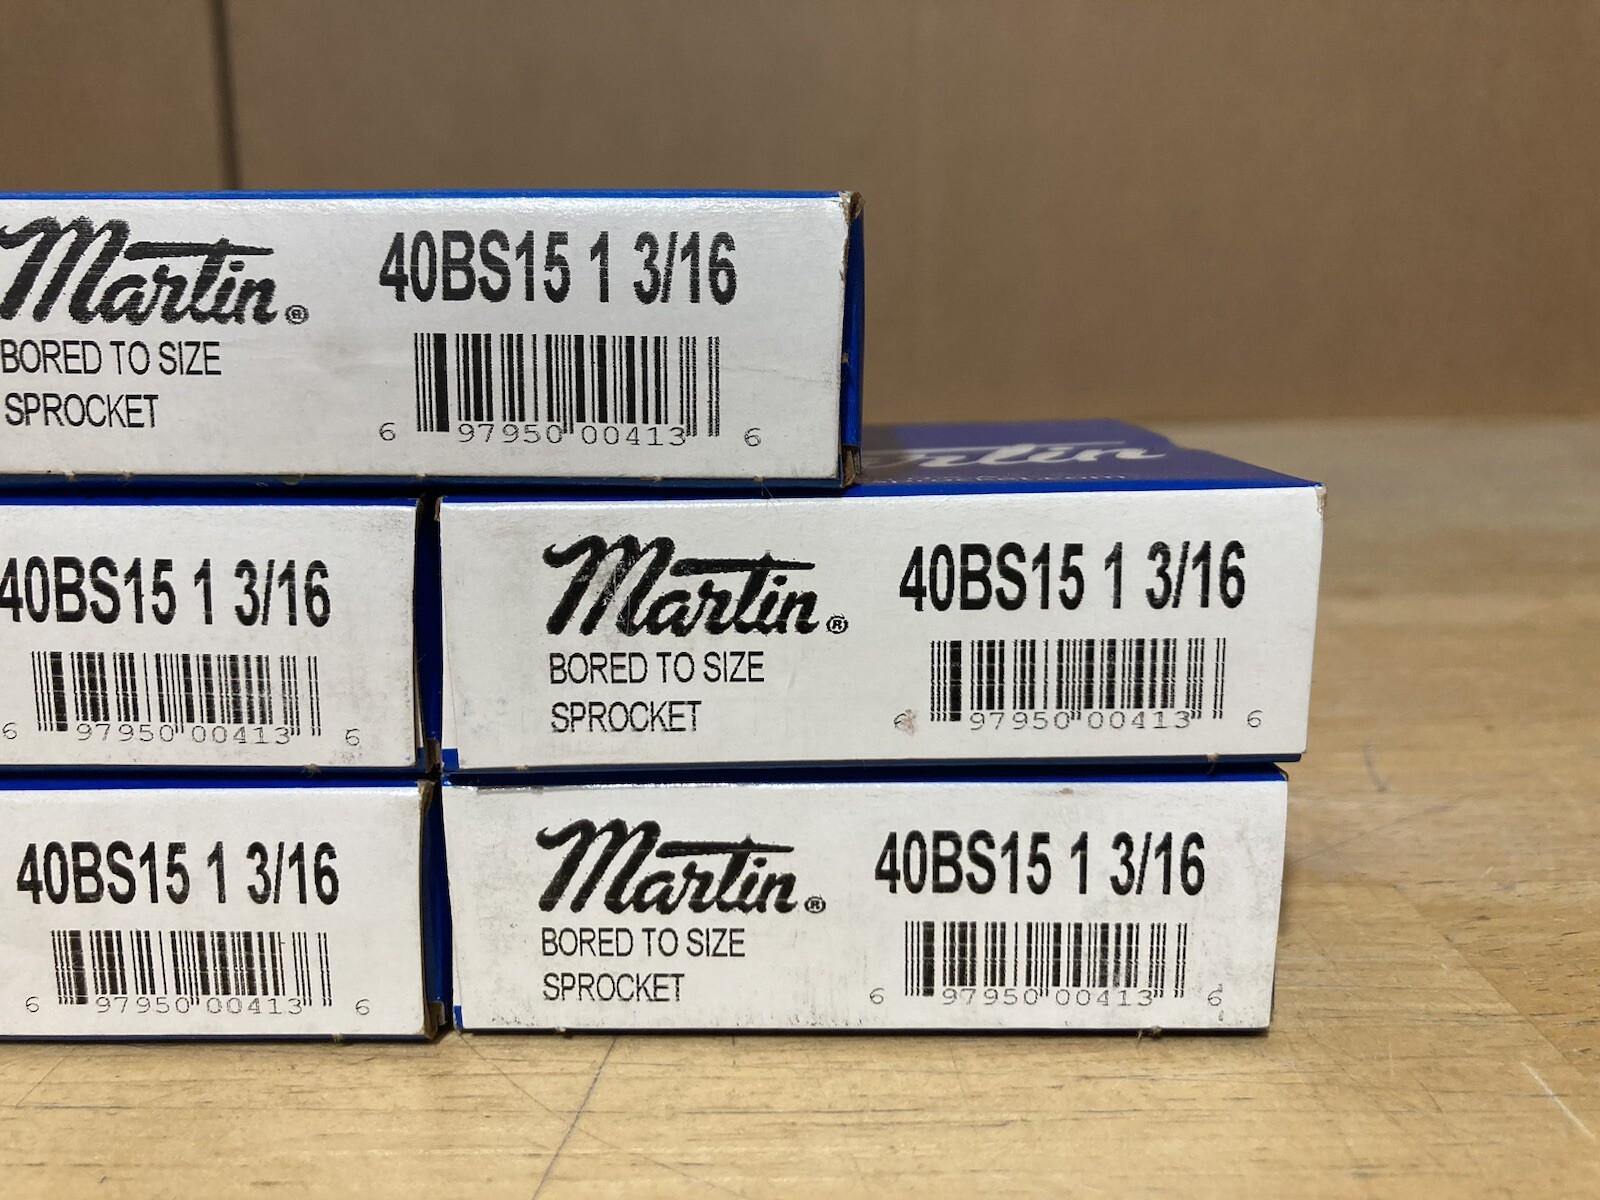 Martin®
40BS15 1 3/16
BORED TO SIZE
SPROCKET
6 97950 00413 6
40BS15 1 3/16
6 97950 00413 6
Martin®
40BS15 1 3/16
BORED TO SIZE
SPROCKET
6 97950 00413 6
40BS15 1 3/16
6 97950 00413 6
Martin®
40BS15 1 3/16
BORED TO SIZE
SPROCKET
6 97950 00413 6